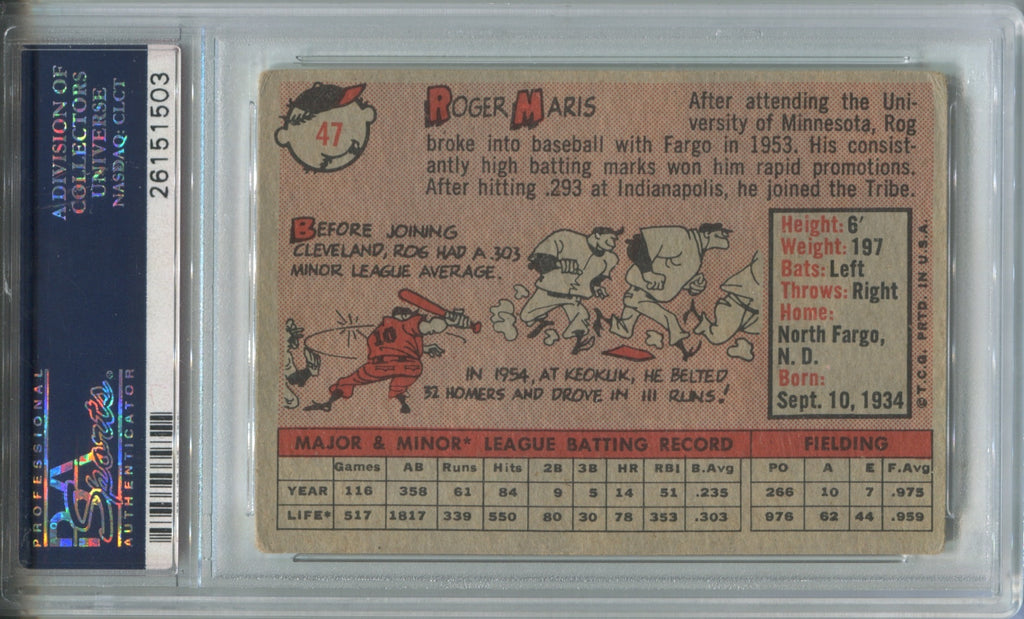 A DIVISION OF
COLLECTORS
UNIVERSE
NASDAQ: CLCT
26151503
PROFESSIONAL
PSA
Sports®
AUTHENTICATOR
47
ROGER MARIS
After attending the Uni-
versity of Minnesota, Rog
broke into baseball with Fargo in 1953. His consist-
antly high batting marks won him rapid promotions.
After hitting .293 at Indianapolis, he joined the Tribe.
BEFORE JOINING
CLEVELAND, ROG HAD A .303
MINOR LEAGUE AVERAGE.
10
IN 1954, AT KEOKUK, HE BELTED
32 HOMERS AND DROVE IN 111 RUNS!
Height: 6'
Weight: 197
Bats: Left
Throws: Right
Home:
North Fargo,
N. D.
Born:
Sept. 10, 1934
©T.C.G. PRTD. IN U.S.A.
MAJOR & MINOR* LEAGUE BATTING RECORD FIELDING
Games AB Runs Hits 2B 3B HR RBI B.Avg PO A E F.Avg
YEAR 116 358 61 84 9 5 14 51 .235 266 10 7 .975
LIFE* 517 1817 339 550 80 30 78 353 .303 976 62 44 .959